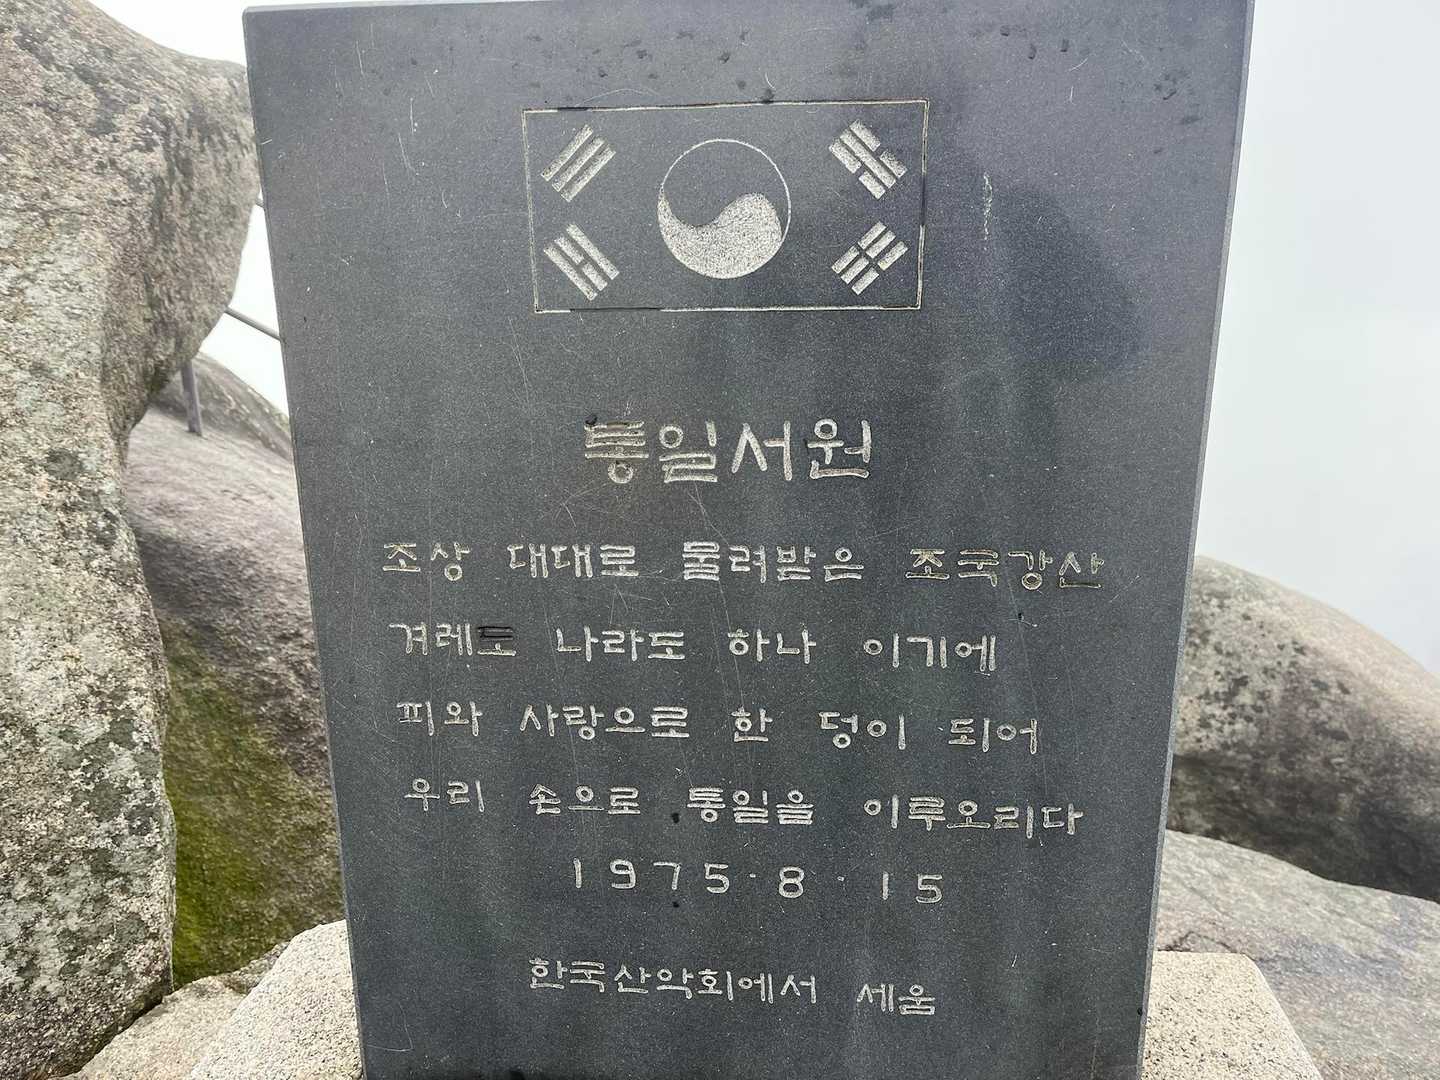 통일서원
조상 대대로 물려받은 조국강산
겨레도 나라도 하나 이기에
피와 사랑으로 한 덩이 되어
우리 손으로 통일을 이루오리다
1975·8·15
한국산악회에서 세움